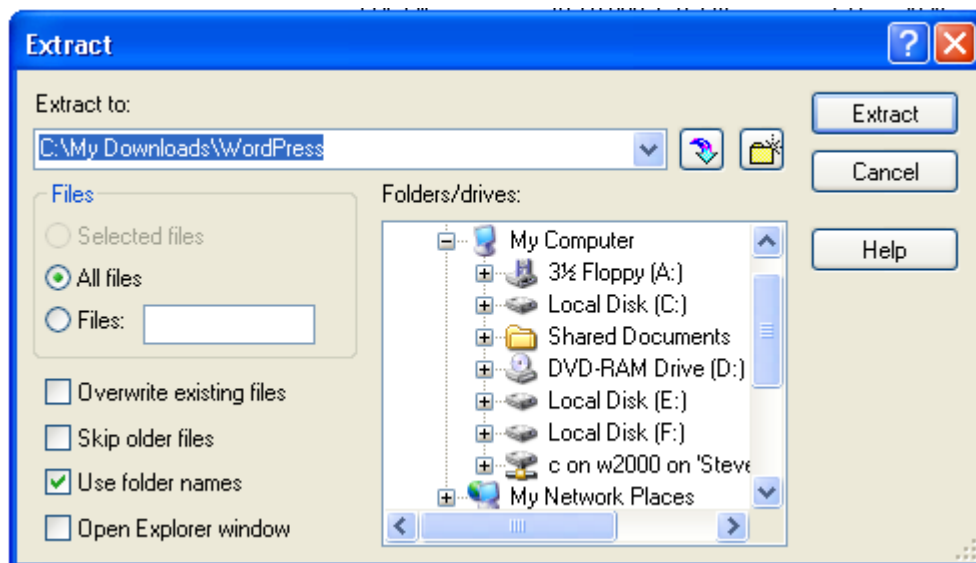 Extract
Extract to:
Extract
C:\My Downloads\WordPress
Cancel
Files
Folders/drives:
Selected files
My Computer
Help
All files
3½ Floppy (A:)
Files:
Local Disk (C:)
Shared Documents
DVD-RAM Drive (D:)
Overwrite existing files
Local Disk (E:)
Skip older files
Local Disk (F:)
Use folder names
c on w2000 on 'Steve
My Network Places
Open Explorer window